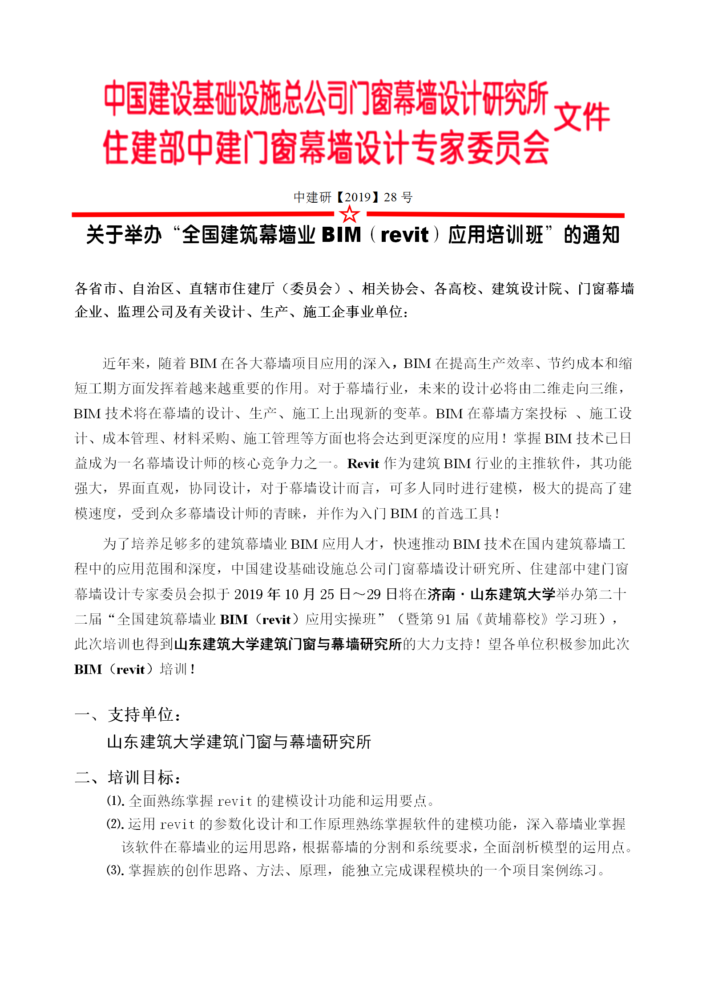 中国建设基础设施总公司门窗幕墙设计研究所
文件
住建部中建门窗幕墙设计专家委员会
中建研【2019】28 号
关于举办“全国建筑幕墙业 BIM（revit）应用培训班”的通知
各省市、自治区、直辖市住建厅（委员会）、相关协会、各高校、建筑设计院、门窗幕墙
企业、监理公司及有关设计、生产、施工企事业单位：
近年来，随着 BIM 在各大幕墙项目应用的深入，BIM 在提高生产效率、节约成本和缩
短工期方面发挥着越来越重要的作用。对于幕墙行业，未来的设计必将由二维走向三维，
BIM 技术将在幕墙的设计、生产、施工上出现新的变革。BIM 在幕墙方案投标 、施工设
计、成本管理、材料采购、施工管理等方面也将会达到更深度的应用！掌握 BIM 技术已日
益成为一名幕墙设计师的核心竞争力之一。Revit 作为建筑 BIM 行业的主推软件，其功能
强大，界面直观，协同设计，对于幕墙设计而言，可多人同时进行建模，极大的提高了建
模速度，受到众多幕墙设计师的青睐，并作为入门 BIM 的首选工具！
为了培养足够多的建筑幕墙业 BIM 应用人才，快速推动 BIM 技术在国内建筑幕墙工
程中的应用范围和深度，中国建设基础设施总公司门窗幕墙设计研究所、住建部中建门窗
幕墙设计专家委员会拟于 2019 年 10 月 25 日～29 日将在济南·山东建筑大学举办第二十
二届“全国建筑幕墙业 BIM（revit）应用实操班”（暨第 91 届《黄埔幕校》学习班），
此次培训也得到山东建筑大学建筑门窗与幕墙研究所的大力支持！望各单位积极参加此次
BIM（revit）培训！
一、支持单位：
山东建筑大学建筑门窗与幕墙研究所
二、培训目标：
⑴. 全面熟练掌握 revit 的建模设计功能和运用要点。
⑵. 运用 revit 的参数化设计和工作原理熟练掌握软件的建模功能，深入幕墙业掌握
该软件在幕墙业的运用思路，根据幕墙的分割和系统要求，全面剖析模型的运用点。
⑶. 掌握族的创作思路、方法、原理，能独立完成课程模块的一个项目案例练习。